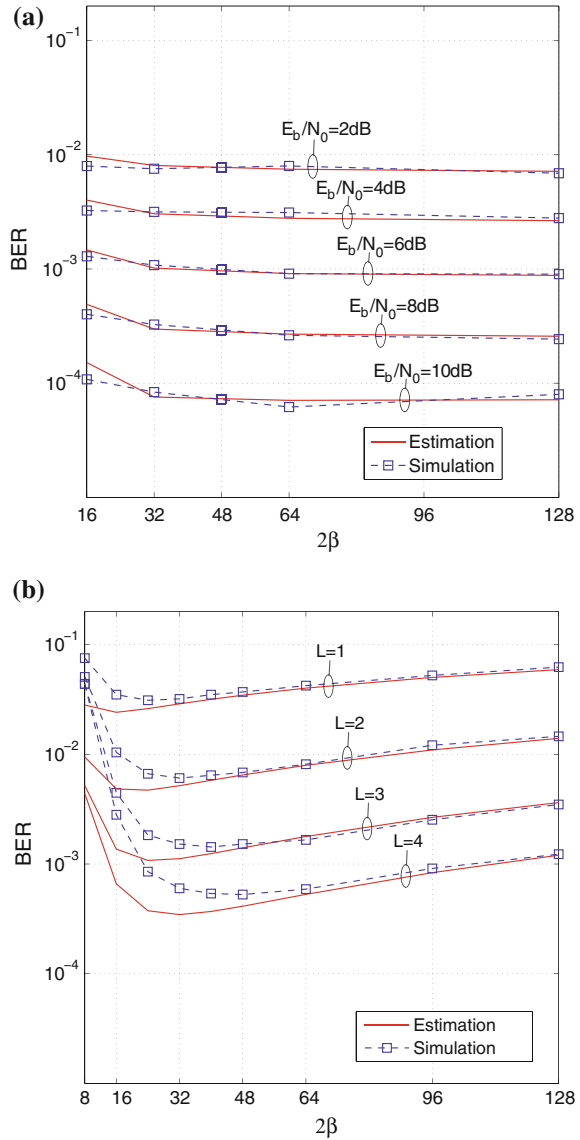 (a)
10⁻¹
10⁻²
10⁻³
10⁻⁴
BER
E_b/N_0=2dB
E_b/N_0=4dB
E_b/N_0=6dB
E_b/N_0=8dB
E_b/N_0=10dB
Estimation
Simulation
16 32 48 64 96 128
2β
(b)
10⁻¹
10⁻²
10⁻³
10⁻⁴
BER
L=1
L=2
L=3
L=4
Estimation
Simulation
8 16 32 48 64 96 128
2β